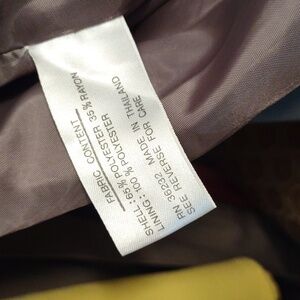 FABRIC CONTENT
SHELL: 65% POLYESTER 35% RAYON
LINING: 100% POLYESTER
RN 36232 MADE IN THAILAND
SEE REVERSE FOR CARE